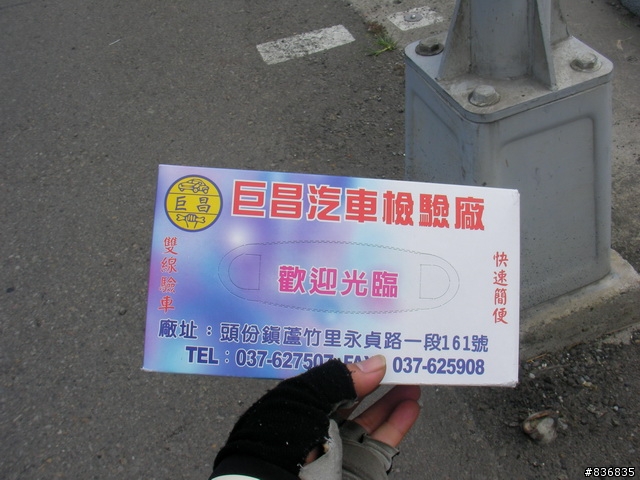 巨昌
巨昌汽車檢驗廠
雙線驗車
歡迎光臨
快速簡便
廠址：頭份鎮蘆竹里永貞路一段161號
TEL：037-627507 FAX 037-625908
#836835